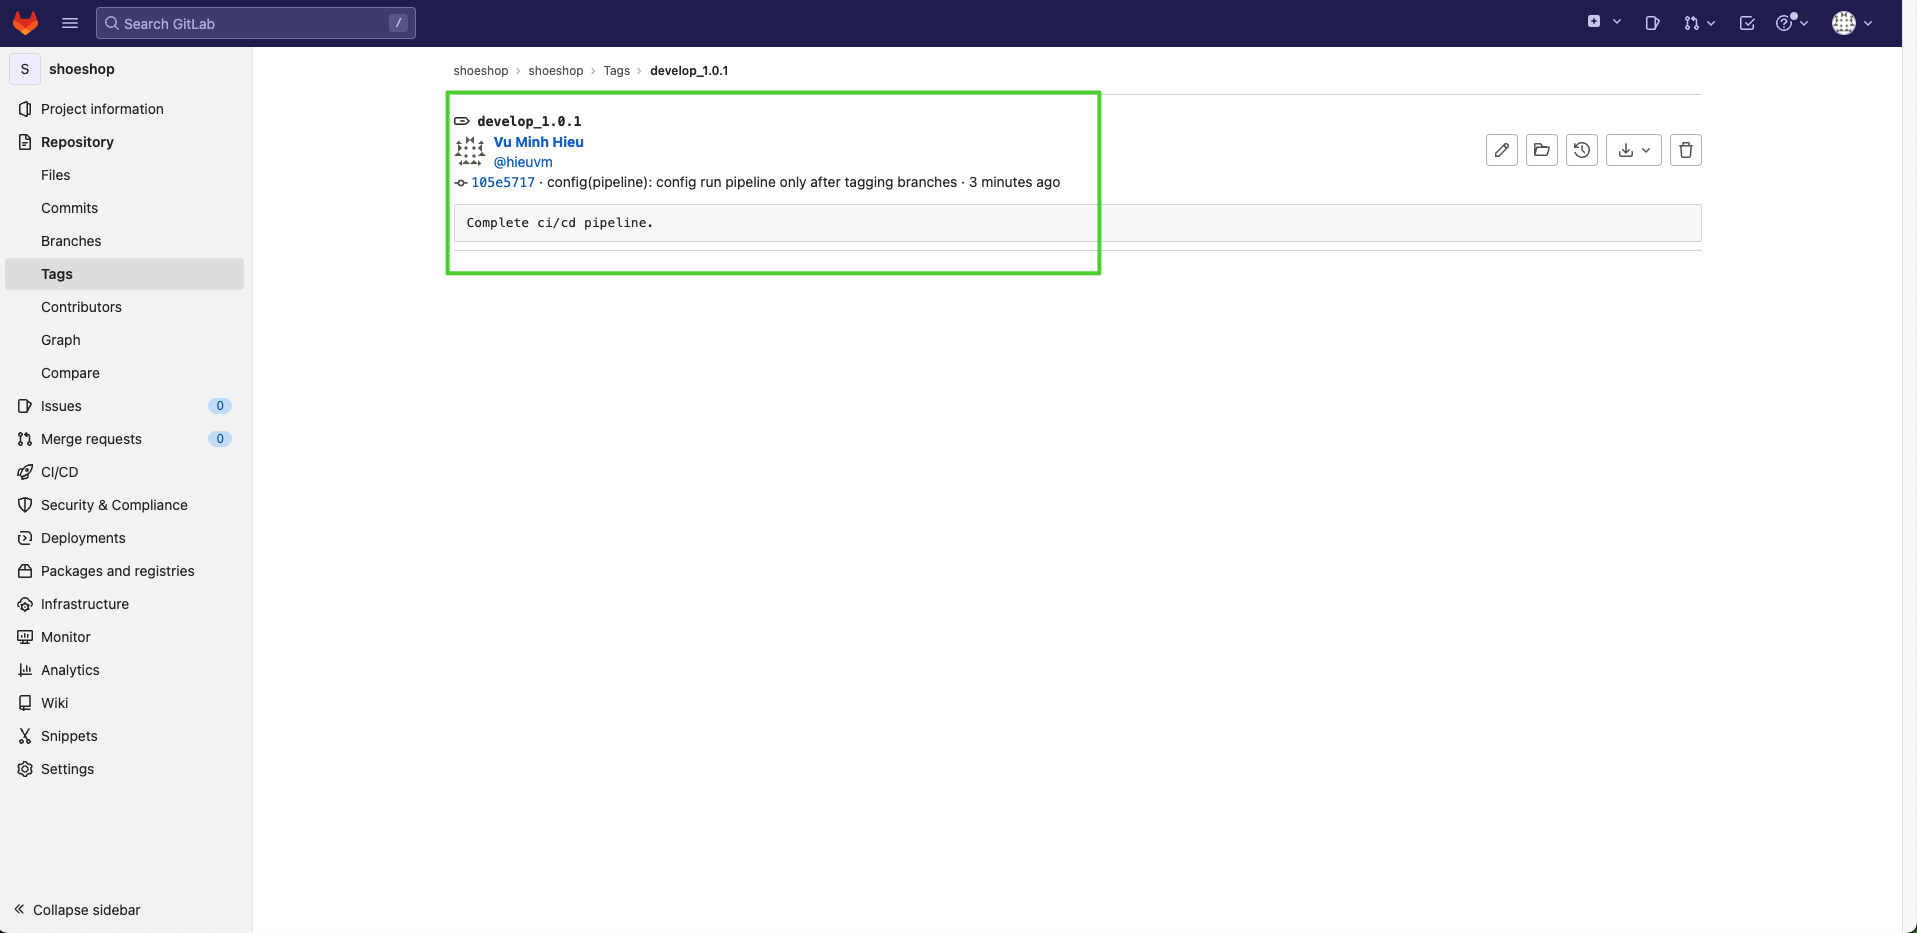 Search GitLab /
S shoeshop
Project information
Repository
Files
Commits
Branches
Tags
Contributors
Graph
Compare
Issues 0
Merge requests 0
CI/CD
Security & Compliance
Deployments
Packages and registries
Infrastructure
Monitor
Analytics
Wiki
Snippets
Settings
Collapse sidebar
shoeshop › shoeshop › Tags › develop_1.0.1
develop_1.0.1
Vu Minh Hieu
@hieuvm
105e5717 · config(pipeline): config run pipeline only after tagging branches · 3 minutes ago
Complete ci/cd pipeline.